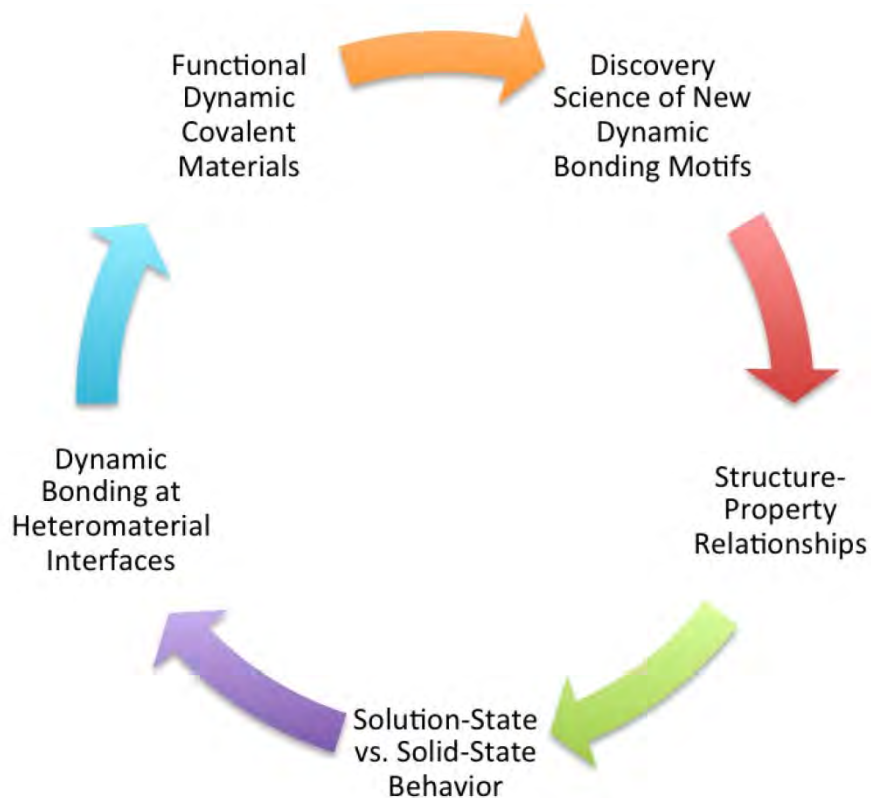 Functional
Dynamic
Covalent
Materials
Discovery
Science of New
Dynamic
Bonding Motifs
Structure-
Property
Relationships
Solution-State
vs. Solid-State
Behavior
Dynamic
Bonding at
Heteromaterial
Interfaces